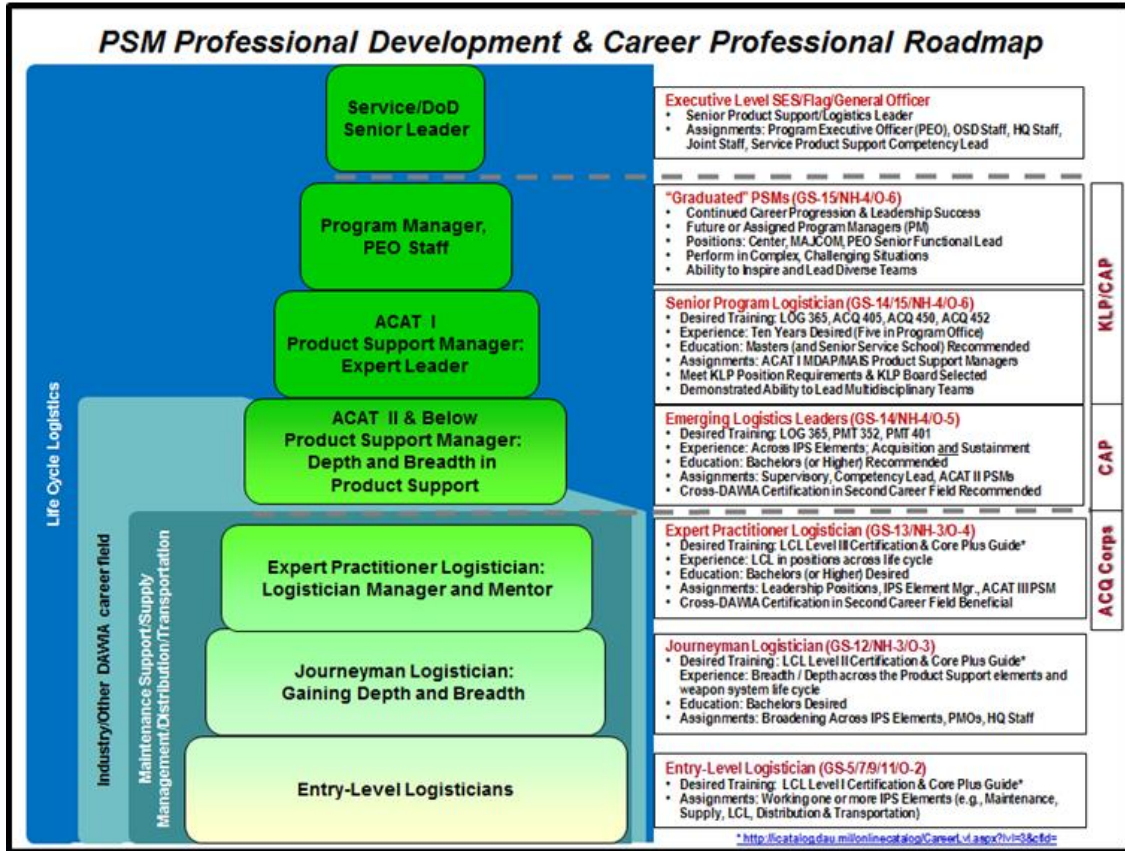 PSM Professional Development & Career Professional Roadmap
Service/DoD
Senior Leader
Program Manager,
PEO Staff
ACAT I
Product Support Manager:
Expert Leader
ACAT II & Below
Product Support Manager:
Depth and Breadth in
Product Support
Expert Practitioner Logistician:
Logistician Manager and Mentor
Journeyman Logistician:
Gaining Depth and Breadth
Entry-Level Logisticians
Life Cycle Logistics
Industry/Other DAWIA career field
Maintenance Support/Supply
Management/Distribution/Transportation
Executive Level SES/Flag/General Officer
• Senior Product Support/Logistics Leader
• Assignments: Program Executive Officer (PEO), OSD Staff, HQ Staff,
Joint Staff, Service Product Support Competency Lead
"Graduated" PSMs (GS-15/NH-4/O-6)
• Continued Career Progression & Leadership Success
• Future or Assigned Program Managers (PM)
• Positions: Center, MAJCOM, PEO Senior Functional Lead
• Perform in Complex, Challenging Situations
• Ability to Inspire and Lead Diverse Teams
Senior Program Logistician (GS-14/15/NH-4/O-6)
• Desired Training: LOG 365, ACQ 405, ACQ 450, ACQ 452
• Experience: Ten Years Desired (Five in Program Office)
• Education: Masters (and Senior Service School) Recommended
• Assignments: ACAT I MDAP/MAIS Product Support Managers
• Meet KLP Position Requirements & KLP Board Selected
• Demonstrated Ability to Lead Multidisciplinary Teams
Emerging Logistics Leaders (GS-14/NH-4/O-5)
• Desired Training: LOG 365, PMT 352, PMT 401
• Experience: Across IPS Elements; Acquisition and Sustainment
• Education: Bachelors (or Higher) Recommended
• Assignments: Supervisory, Competency Lead, ACAT II PSMs
• Cross-DAWIA Certification in Second Career Field Recommended
Expert Practitioner Logistician (GS-13/NH-3/O-4)
• Desired Training: LCL Level III Certification & Core Plus Guide*
• Experience: LCL in positions across life cycle
• Education: Bachelors (or Higher) Desired
• Assignments: Leadership Positions, IPS Element Mgr., ACAT III PSM
• Cross-DAWIA Certification in Second Career Field Beneficial
Journeyman Logistician (GS-12/NH-3/O-3)
• Desired Training: LCL Level II Certification & Core Plus Guide*
Experience: Breadth / Depth across the Product Support elements and
weapon system life cycle
• Education: Bachelors Desired
• Assignments: Broadening Across IPS Elements, PMOs, HQ Staff
Entry-Level Logistician (GS-5/7/9/11/O-2)
• Desired Training: LCL Level I Certification & Core Plus Guide*
• Assignments: Working one or more IPS Elements (e.g., Maintenance,
Supply, LCL, Distribution & Transportation)
KLP/CAP
CAP
ACQ Corps